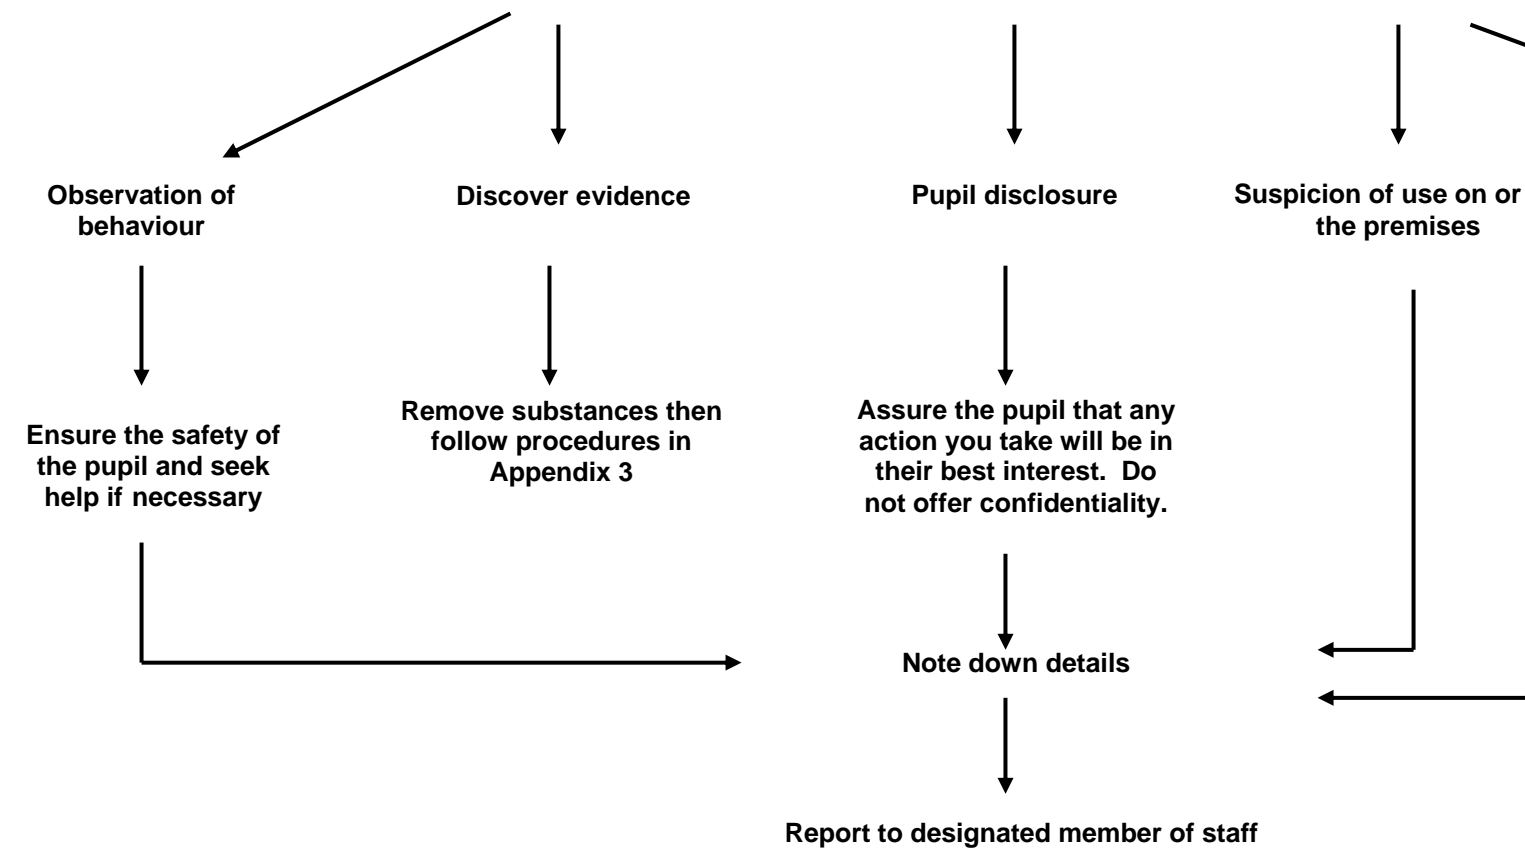 Observation of
behaviour
Discover evidence
Pupil disclosure
Suspicion of use on or
the premises
Ensure the safety of
the pupil and seek
help if necessary
Remove substances then
follow procedures in
Appendix 3
Assure the pupil that any
action you take will be in
their best interest.  Do
not offer confidentiality.
Note down details
Report to designated member of staff